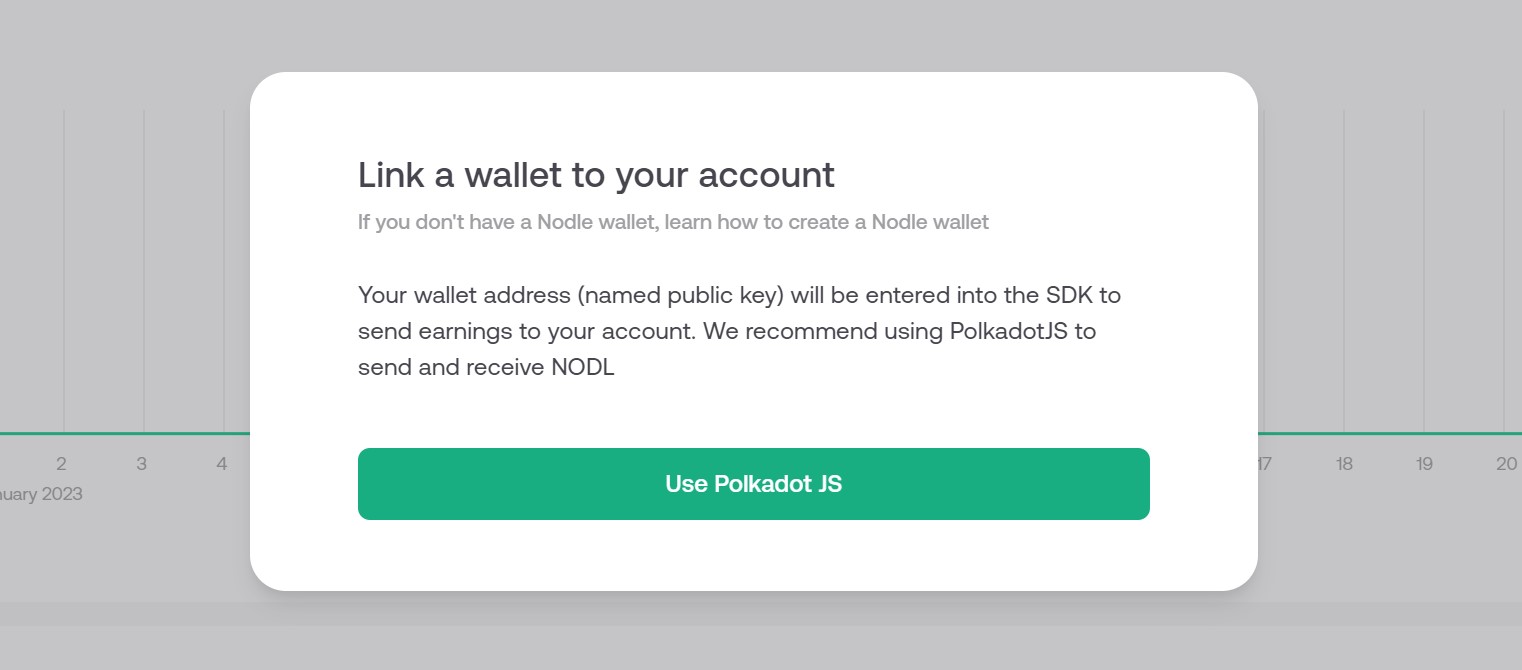 Link a wallet to your account
If you don't have a Nodle wallet, learn how to create a Nodle wallet
Your wallet address (named public key) will be entered into the SDK to
send earnings to your account. We recommend using PolkadotJS to
send and receive NODL
Use Polkadot JS
2 3 4 17 18 19 20
2023